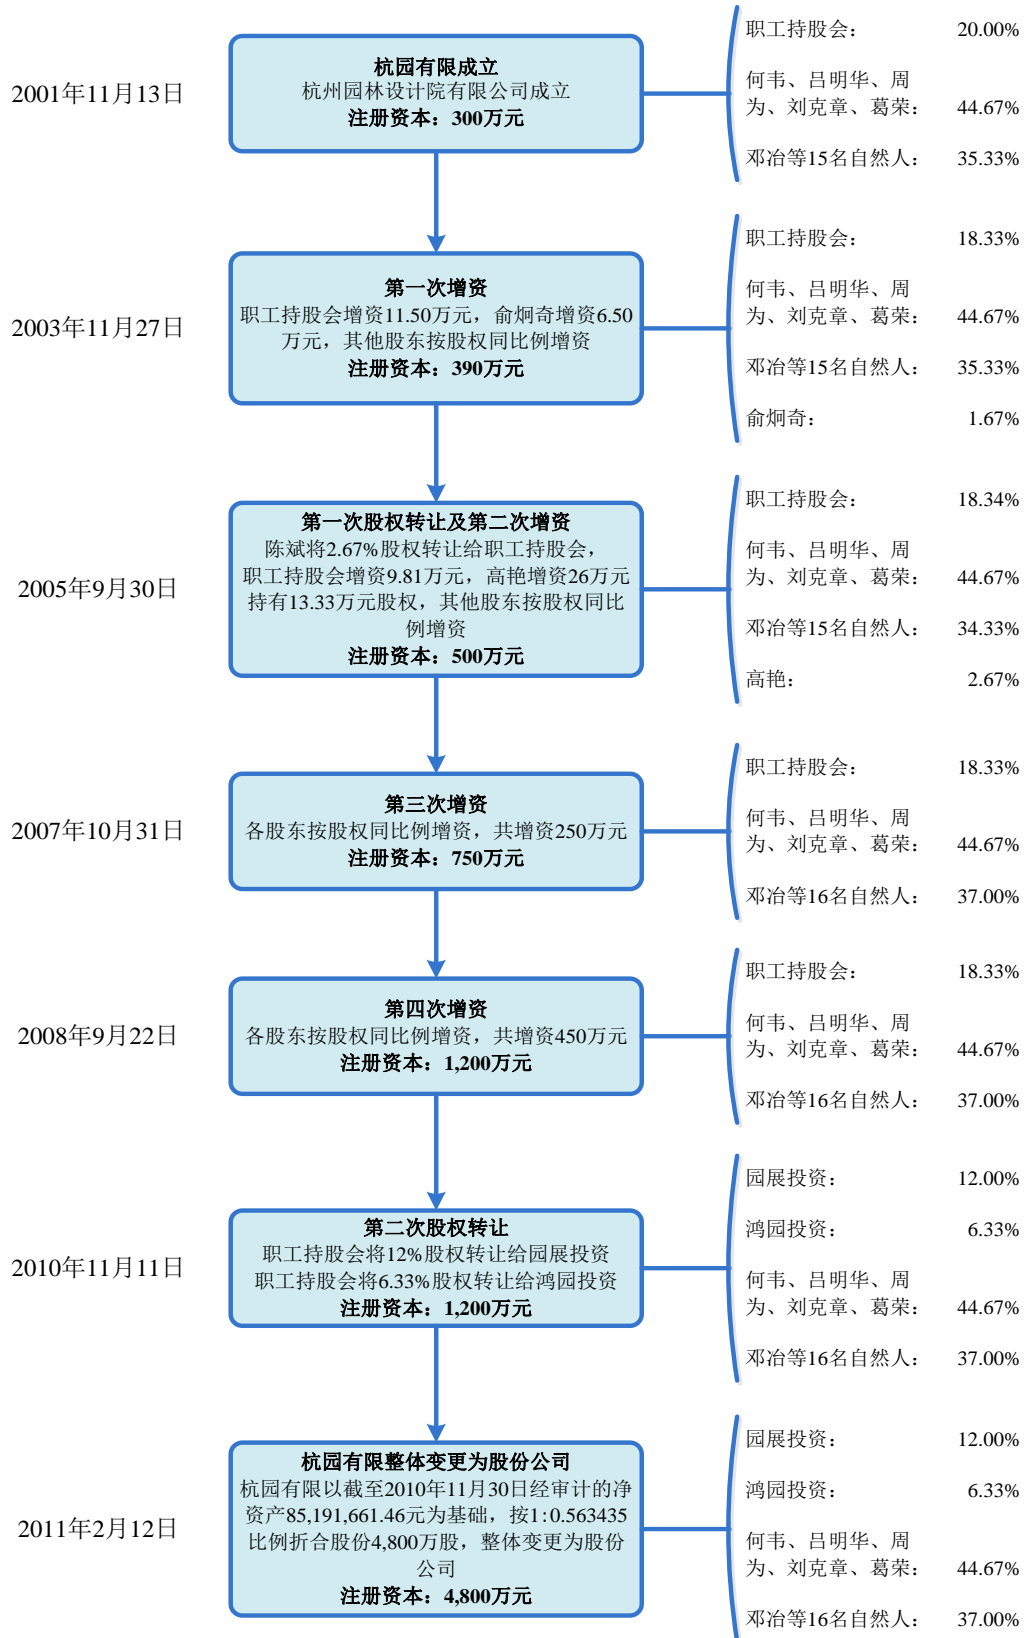 2001年11月13日
杭园有限成立
杭州园林设计院有限公司成立
注册资本：300万元
职工持股会： 20.00%
何韦、吕明华、周
为、刘克章、葛荣： 44.67%
邓冶等15名自然人： 35.33%
2003年11月27日
第一次增资
职工持股会增资11.50万元，俞炯奇增资6.50
万元，其他股东按股权同比例增资
注册资本：390万元
职工持股会： 18.33%
何韦、吕明华、周
为、刘克章、葛荣： 44.67%
邓冶等15名自然人： 35.33%
俞炯奇： 1.67%
2005年9月30日
第一次股权转让及第二次增资
陈斌将2.67%股权转让给职工持股会，
职工持股会增资9.81万元，高艳增资26万元
持有13.33万元股权，其他股东按股权同比
例增资
注册资本：500万元
职工持股会： 18.34%
何韦、吕明华、周
为、刘克章、葛荣： 44.67%
邓冶等15名自然人： 34.33%
高艳： 2.67%
2007年10月31日
第三次增资
各股东按股权同比例增资，共增资250万元
注册资本：750万元
职工持股会： 18.33%
何韦、吕明华、周
为、刘克章、葛荣： 44.67%
邓冶等16名自然人： 37.00%
2008年9月22日
第四次增资
各股东按股权同比例增资，共增资450万元
注册资本：1,200万元
职工持股会： 18.33%
何韦、吕明华、周
为、刘克章、葛荣： 44.67%
邓冶等16名自然人： 37.00%
2010年11月11日
第二次股权转让
职工持股会将12%股权转让给园展投资
职工持股会将6.33%股权转让给鸿园投资
注册资本：1,200万元
园展投资： 12.00%
鸿园投资： 6.33%
何韦、吕明华、周
为、刘克章、葛荣： 44.67%
邓冶等16名自然人： 37.00%
2011年2月12日
杭园有限整体变更为股份公司
杭园有限以截至2010年11月30日经审计的净
资产85,191,661.46元为基础，按1:0.563435
比例折合股份4,800万股，整体变更为股份
公司
注册资本：4,800万元
园展投资： 12.00%
鸿园投资： 6.33%
何韦、吕明华、周
为、刘克章、葛荣： 44.67%
邓冶等16名自然人： 37.00%